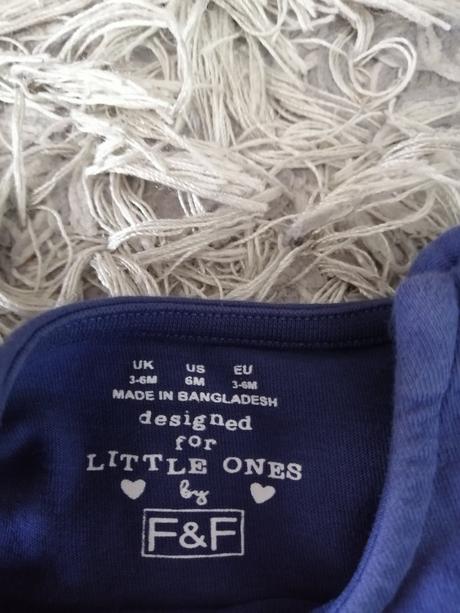 UK US EU
3-6M 6M 3-6M
MADE IN BANGLADESH
designed
for
LITTLE ONES
by
F&F